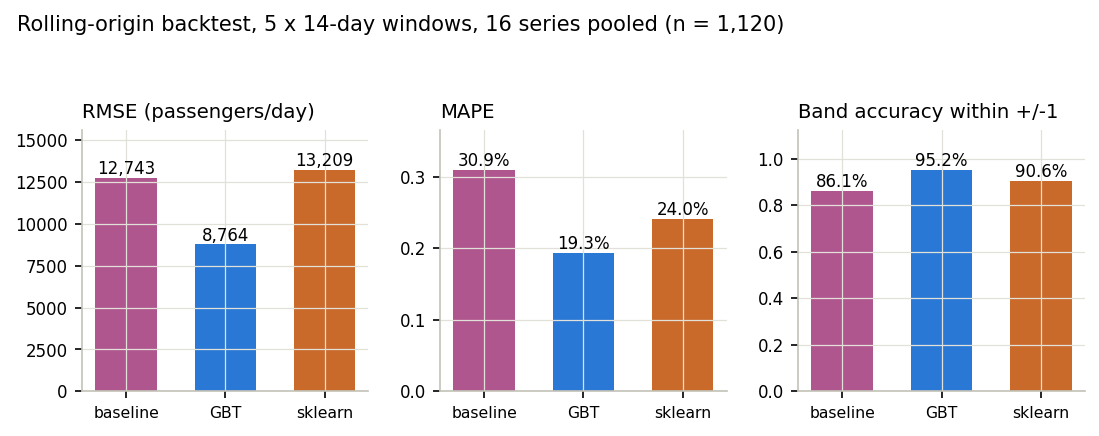 Rolling-origin backtest, 5 x 14-day windows, 16 series pooled (n = 1,120)
RMSE (passengers/day)
15000
12500
10000
7500
5000
2500
0
12,743
8,764
13,209
baseline
GBT
sklearn
MAPE
0.3
0.2
0.1
0.0
30.9%
19.3%
24.0%
baseline
GBT
sklearn
Band accuracy within +/-1
1.0
0.8
0.6
0.4
0.2
0.0
86.1%
95.2%
90.6%
baseline
GBT
sklearn